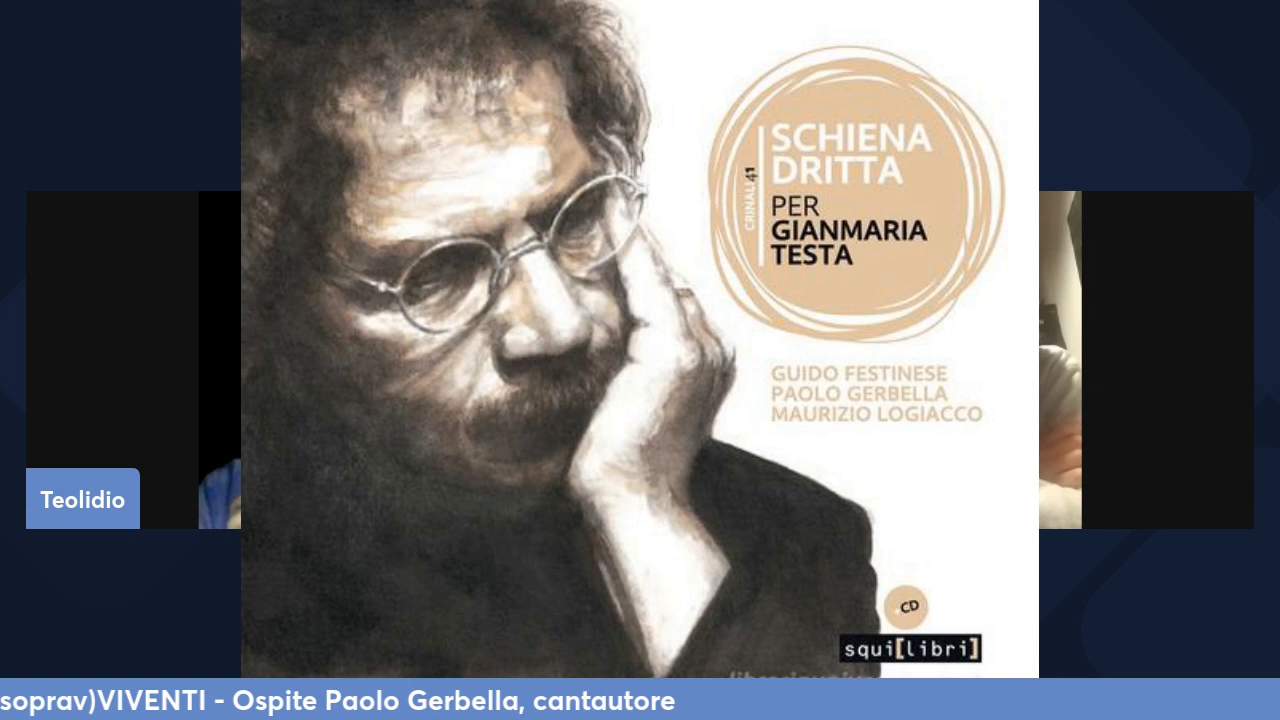 SCHIENA
DRITTA
PER
GIANMARIA
TESTA
CRINALI 41
GUIDO FESTINESE
PAOLO GERBELLA
MAURIZIO LOGIACCO
CD
squi[libri]
Teolidio
soprav)VIVENTI - Ospite Paolo Gerbella, cantautore